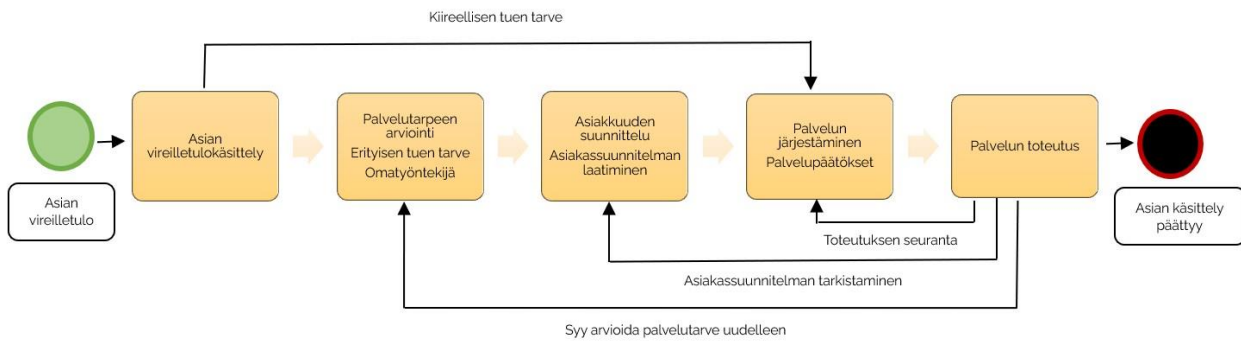 Kiireellisen tuen tarve
Asian
vireilletulo
Asian
vireilletulokäsittely
Palvelutarpeen
arviointi
Erityisen tuen tarve
Omatyöntekijä
Asiakkuuden
suunnittelu
Asiakassuunnitelman
laatiminen
Palvelun
järjestäminen
Palvelupäätökset
Palvelun toteutus
Asian käsittely
päättyy
Toteutuksen seuranta
Asiakassuunnitelman tarkistaminen
Syy arvioida palvelutarve uudelleen